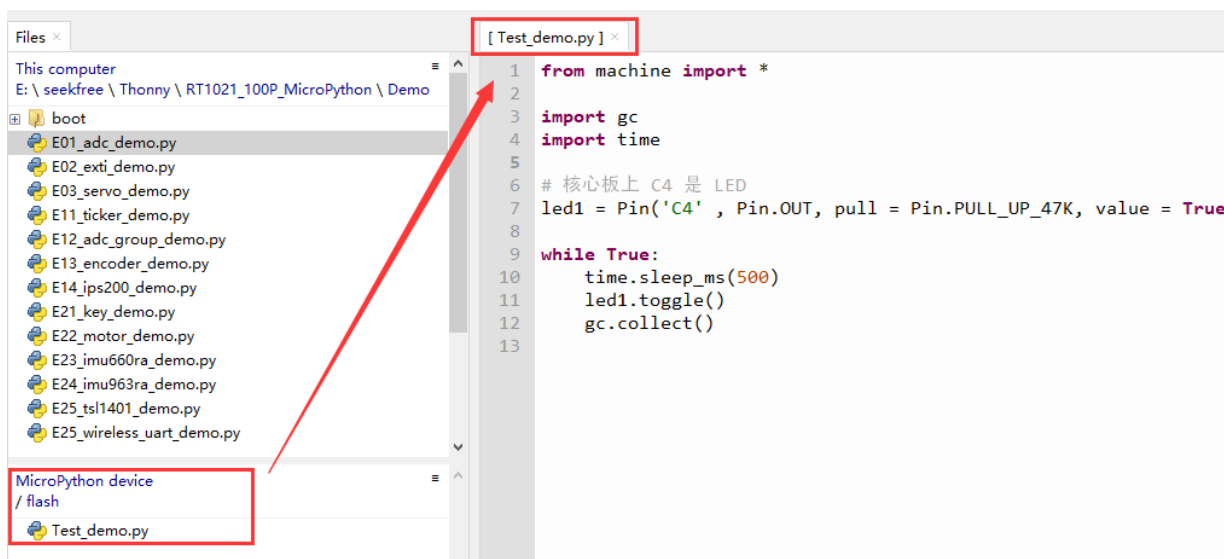 Files ×
This computer
E: \ seekfree \ Thonny \ RT1021_100P_MicroPython \ Demo
boot
E01_adc_demo.py
E02_exti_demo.py
E03_servo_demo.py
E11_ticker_demo.py
E12_adc_group_demo.py
E13_encoder_demo.py
E14_ips200_demo.py
E21_key_demo.py
E22_motor_demo.py
E23_imu660ra_demo.py
E24_imu963ra_demo.py
E25_tsl1401_demo.py
E25_wireless_uart_demo.py
MicroPython device
/ flash
Test_demo.py
[ Test_demo.py ] ×
1 from machine import *
2
3 import gc
4 import time
5
6 # 核心板上 C4 是 LED
7 led1 = Pin('C4' , Pin.OUT, pull = Pin.PULL_UP_47K, value = True
8
9 while True:
10     time.sleep_ms(500)
11     led1.toggle()
12     gc.collect()
13